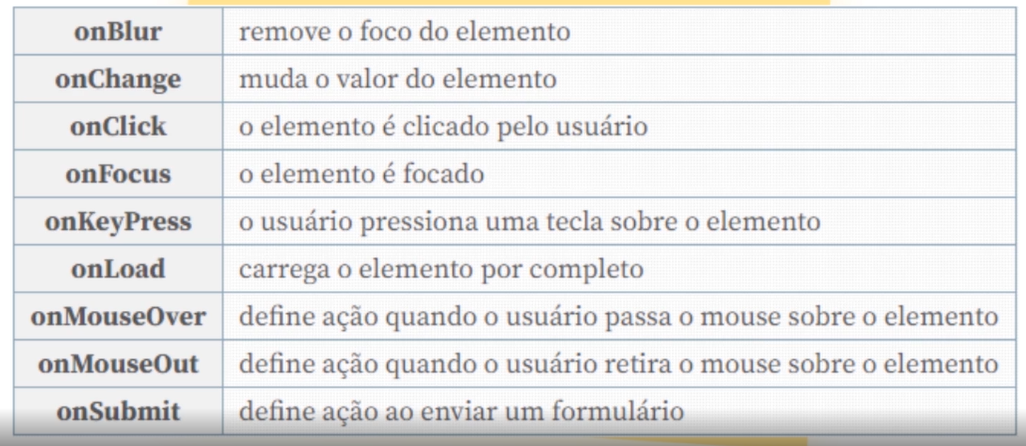 onBlur remove o foco do elemento
onChange muda o valor do elemento
onClick o elemento é clicado pelo usuário
onFocus o elemento é focado
onKeyPress o usuário pressiona uma tecla sobre o elemento
onLoad carrega o elemento por completo
onMouseOver define ação quando o usuário passa o mouse sobre o elemento
onMouseOut define ação quando o usuário retira o mouse sobre o elemento
onSubmit define ação ao enviar um formulário